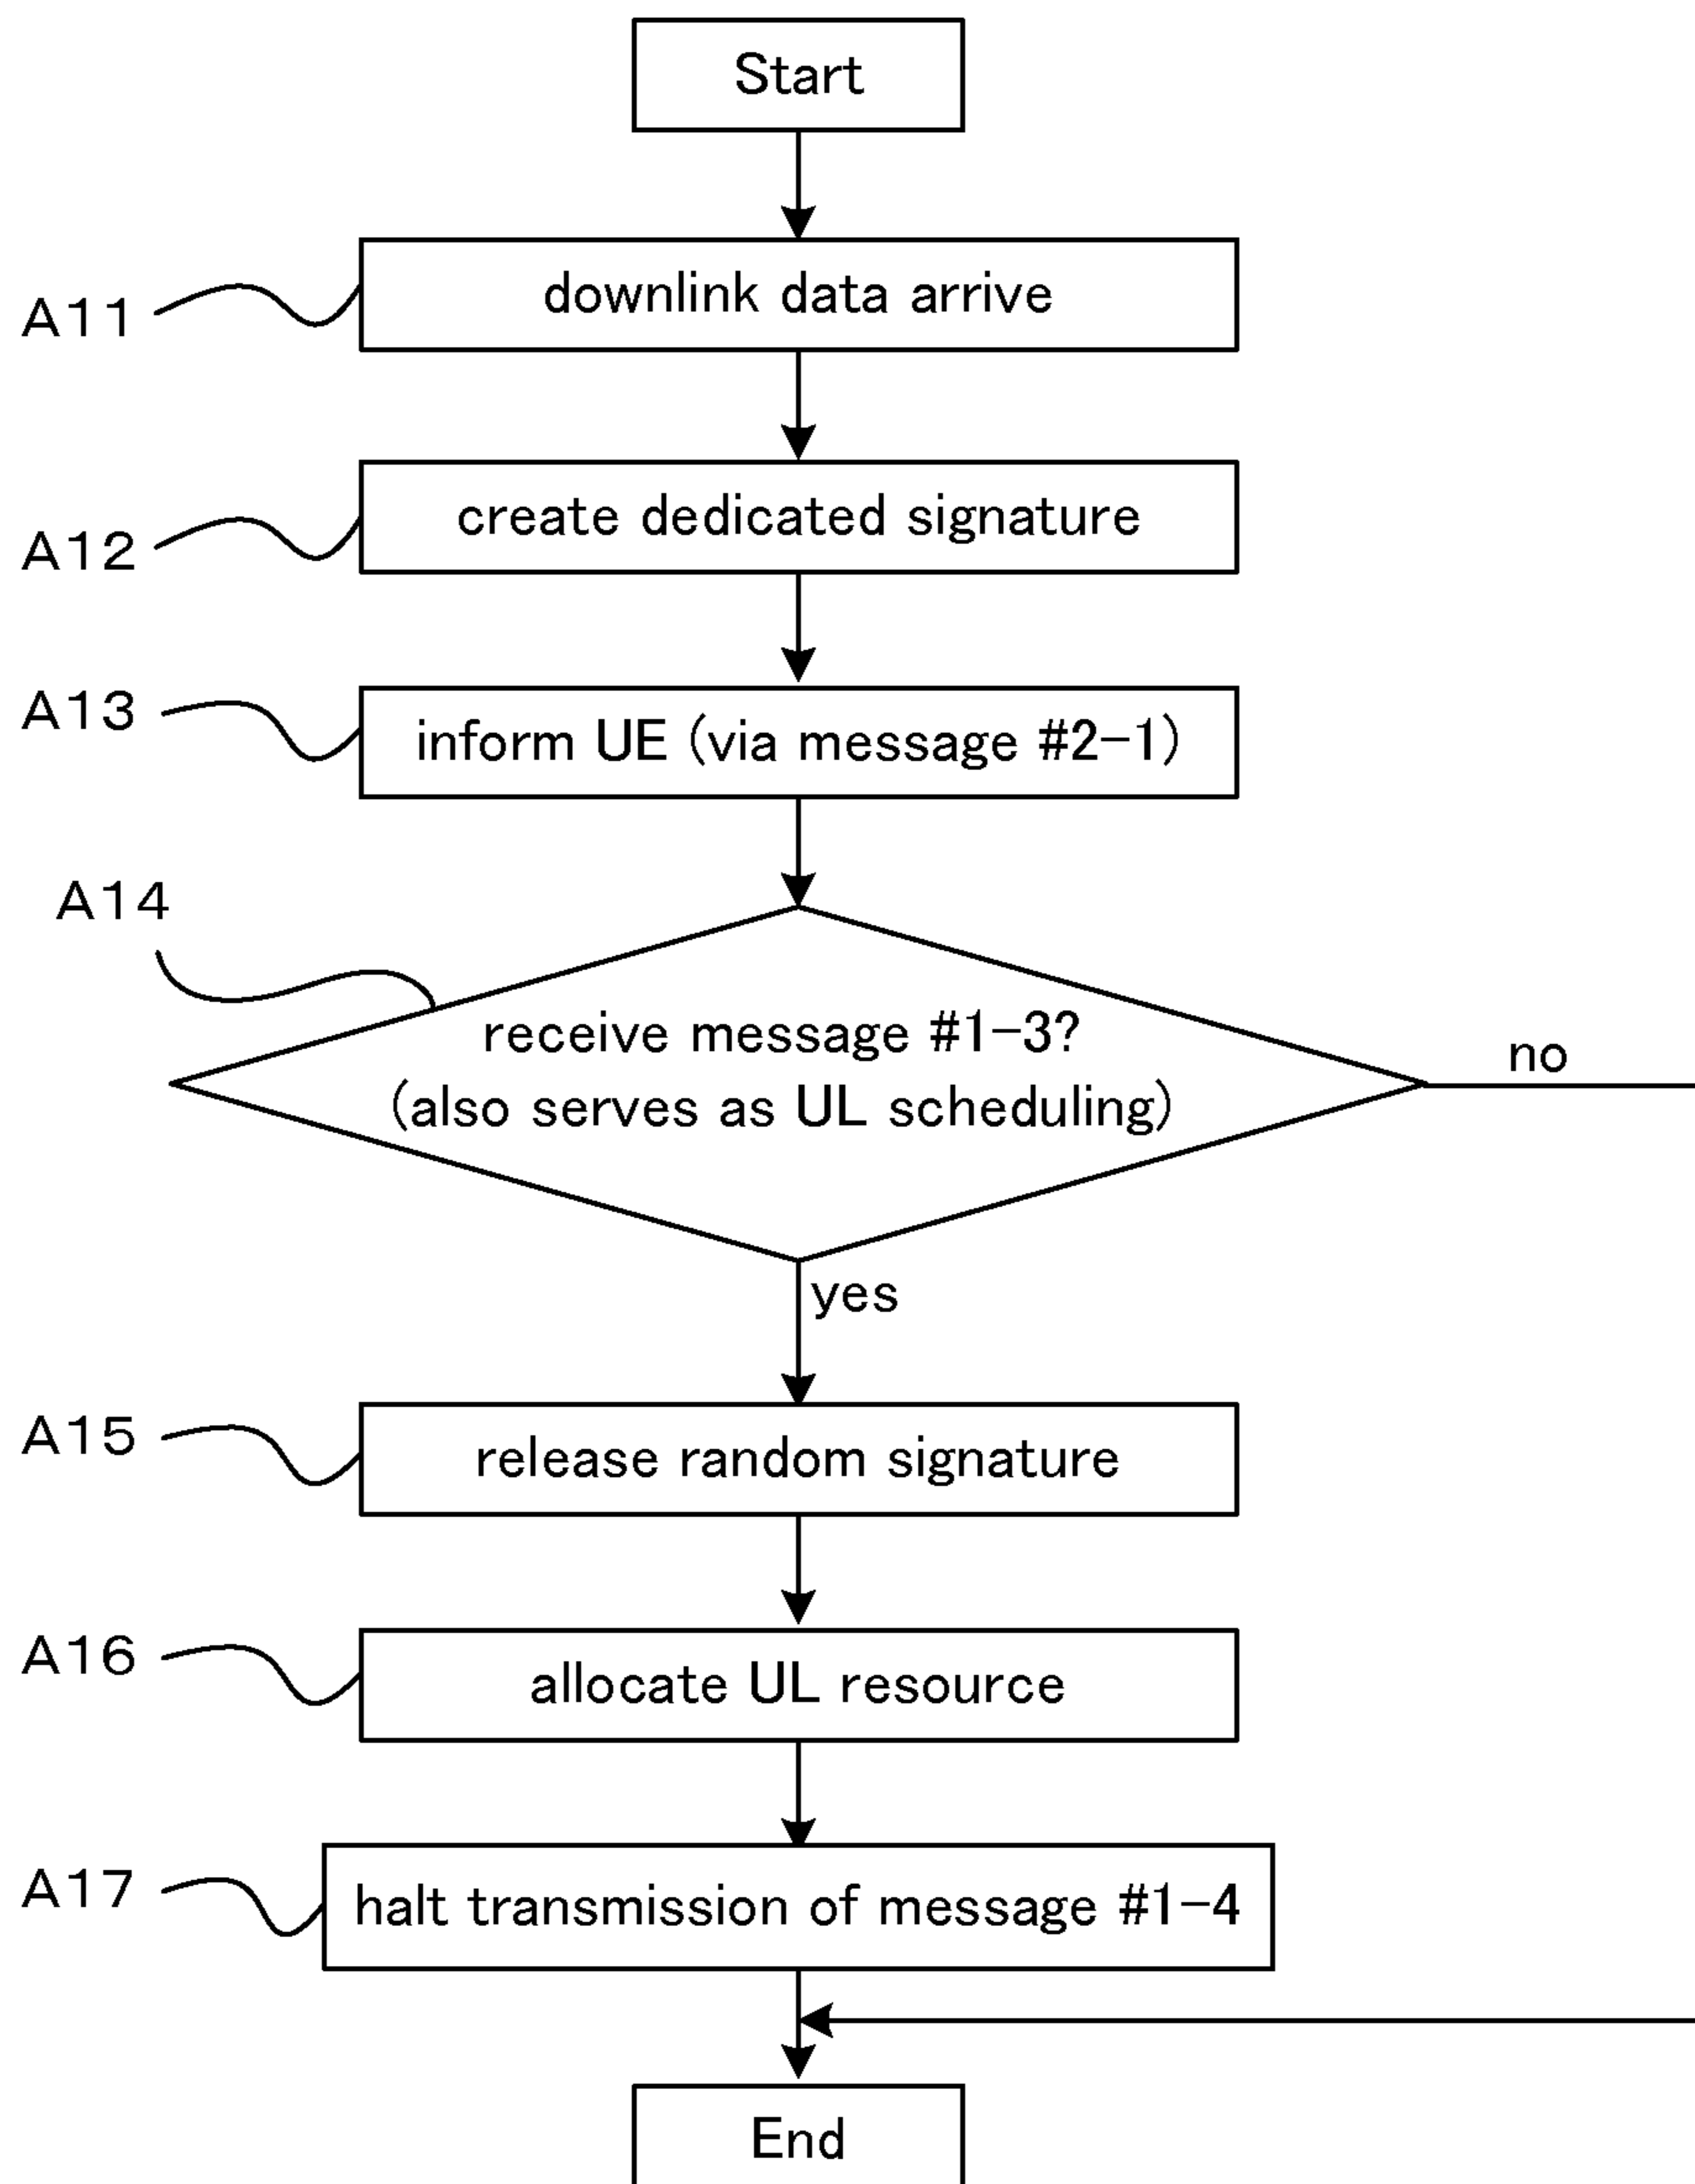 Start
A11
downlink data arrive
A12
create dedicated signature
A13
inform UE (via message #2-1)
A14
receive message #1-3?
(also serves as UL scheduling)
no
yes
A15
release random signature
A16
allocate UL resource
A17
halt transmission of message #1-4
End